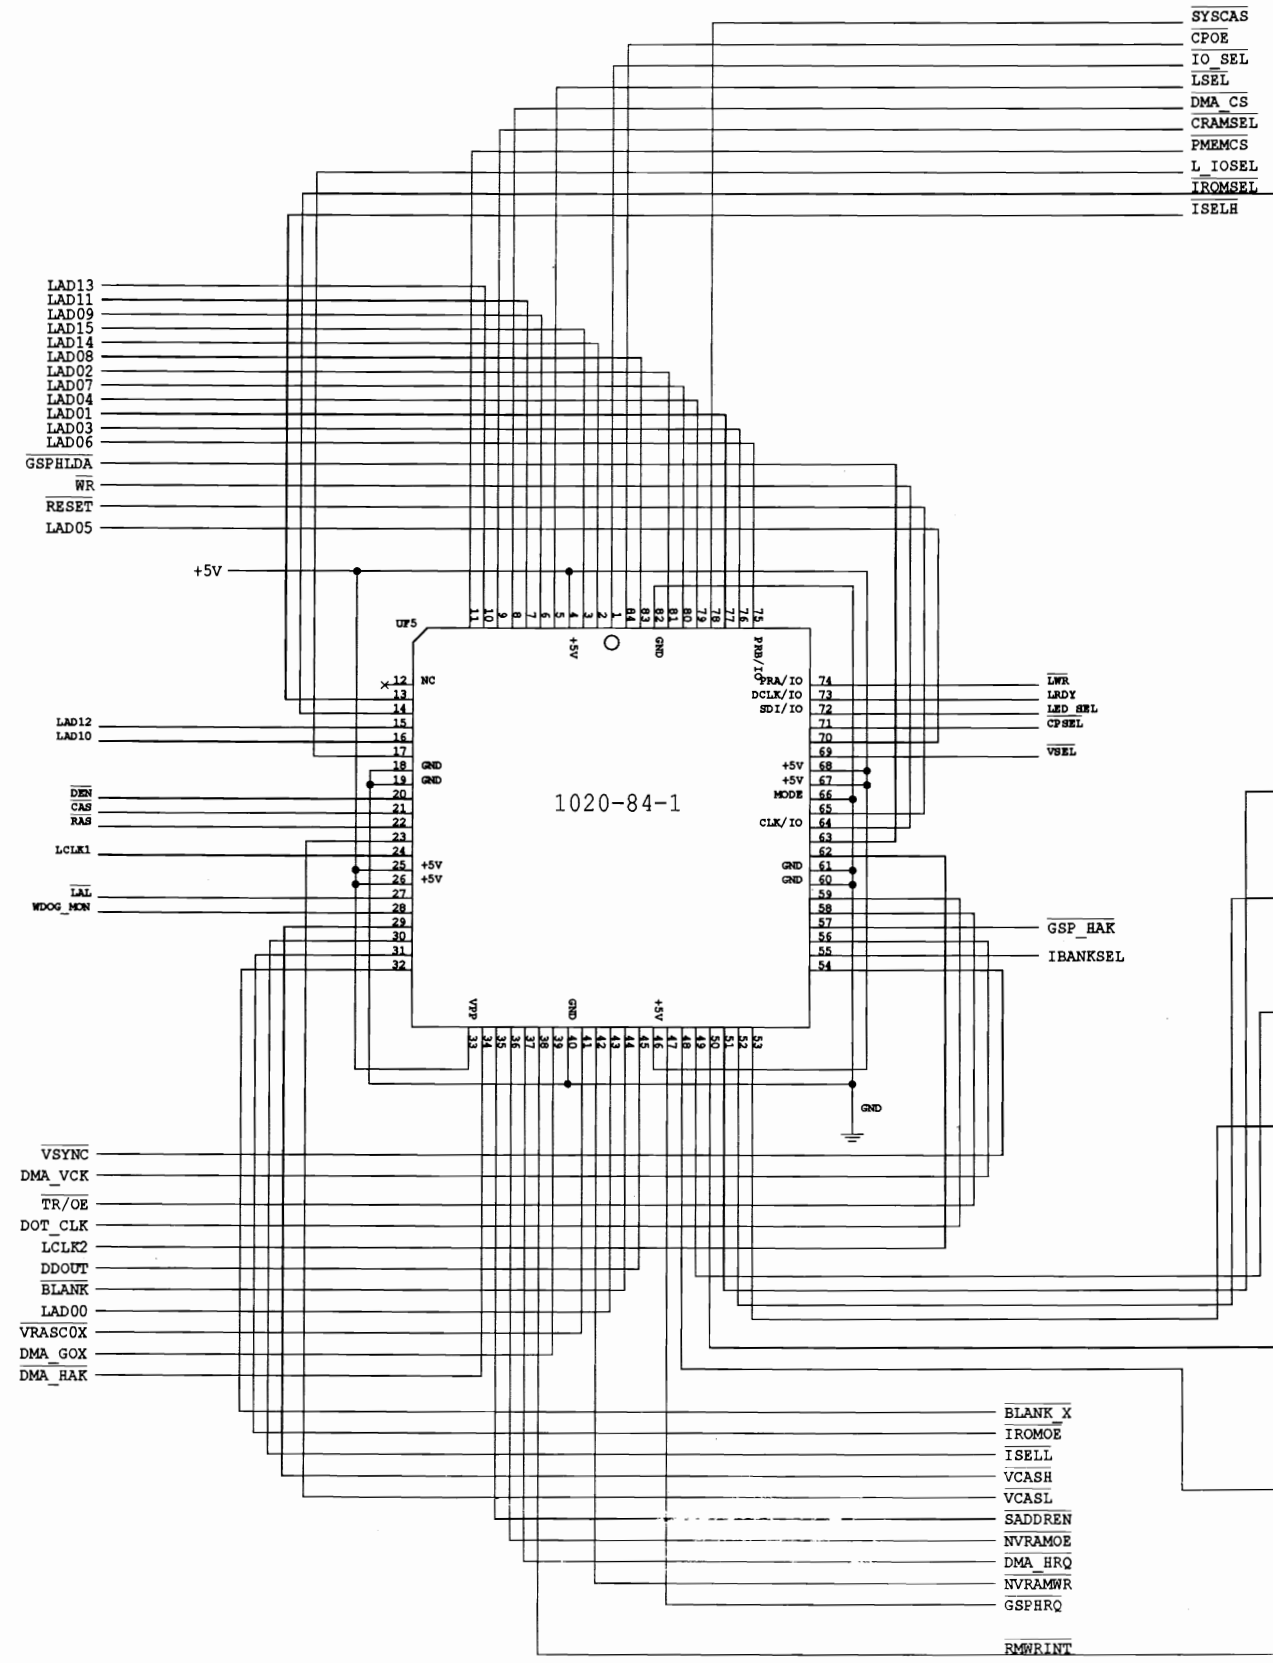 SYSCAS
CPOE
IO_SEL
LSEL
DMA_CS
CRAMSEL
PMEMCS
L_IOSEL
IROMSEL
ISELH
LAD13
LAD11
LAD09
LAD15
LAD14
LAD08
LAD02
LAD07
LAD04
LAD01
LAD03
LAD06
GSPHLDA
WR
RESET
LAD05
+5V
UF5
11 10 9 8 7 6 5 4 3 2 1 84 83 82 81 80 79 78 77 76 75
+5V GND PRB/IO
12 NC
13
14
LAD12 15
LAD10 16
17
18 GND
19 GND
DEN 20
CAS 21
RAS 22
23
LCLK1 24
25 +5V
26 +5V
LAL 27
WDOG_MON 28
29
30
31
32
1020-84-1
PRA/IO 74 LWR
DCLK/IO 73 LRDY
SDI/IO 72 LED_SEL
71 CPSEL
70
69 VSEL
+5V 68
+5V 67
MODE 66
65
CLK/IO 64
63
62
GND 61
GND 60
59
58
57 GSP_HAK
56
55 IBANKSEL
54
VPP GND +5V
33 34 35 36 37 38 39 40 41 42 43 44 45 46 47 48 49 50 51 52 53
GND
VSYNC
DMA_VCK
TR/OE
DOT_CLK
LCLK2
DDOUT
BLANK
LAD00
VRASC0X
DMA_GOX
DMA_HAK
BLANK_X
IROMOE
ISELL
VCASH
VCASL
SADDREN
NVRAMOE
DMA_HRQ
NVRAMWR
GSPHRQ
RMWRINT